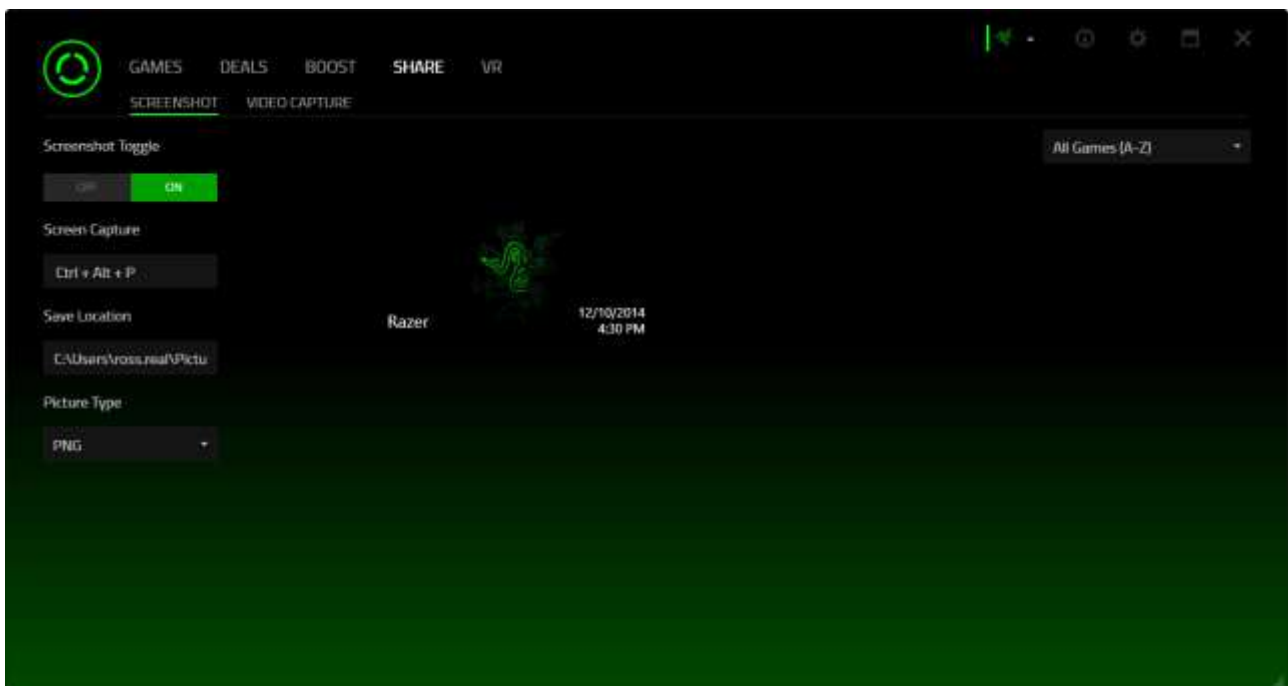 GAMES DEALS BOOST SHARE VR
SCREENSHOT VIDEO CAPTURE
Screenshot Toggle
All Games (A-Z)
OFF ON
Screen Capture
Ctrl + Alt + P
Save Location
Razer
12/10/2014
4:30 PM
C:\Users\ross.real\Pictu
Picture Type
PNG